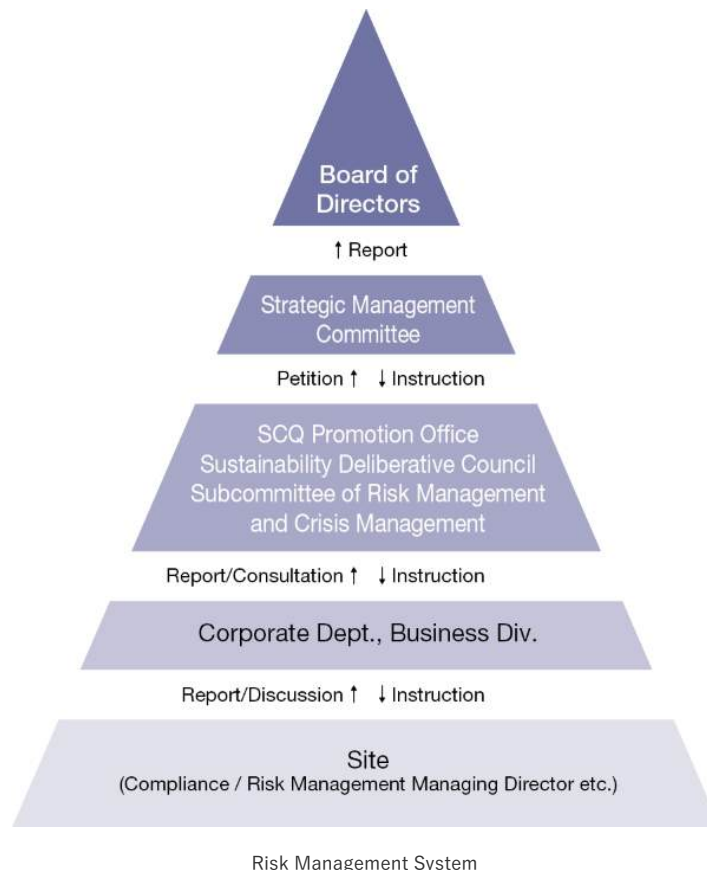 Board of
Directors
↑ Report
Strategic Management
Committee
Petition ↑ ↓ Instruction
SCQ Promotion Office
Sustainability Deliberative Council
Subcommittee of Risk Management
and Crisis Management
Report/Consultation ↑ ↓ Instruction
Corporate Dept., Business Div.
Report/Discussion ↑ ↓ Instruction
Site
(Compliance / Risk Management Managing Director etc.)
Risk Management System